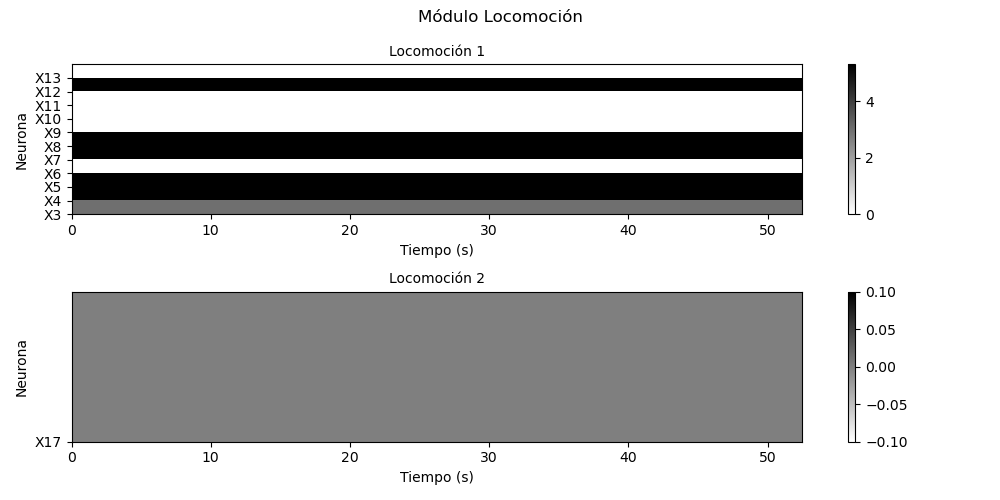 Módulo Locomoción
Locomoción 1
Neurona
X13
X12
X11
X10
X9
X8
X7
X6
X5
X4
X3
0 10 20 30 40 50
Tiempo (s)
4
2
0
Locomoción 2
Neurona
X17
0 10 20 30 40 50
Tiempo (s)
0.10
0.05
0.00
−0.05
−0.10